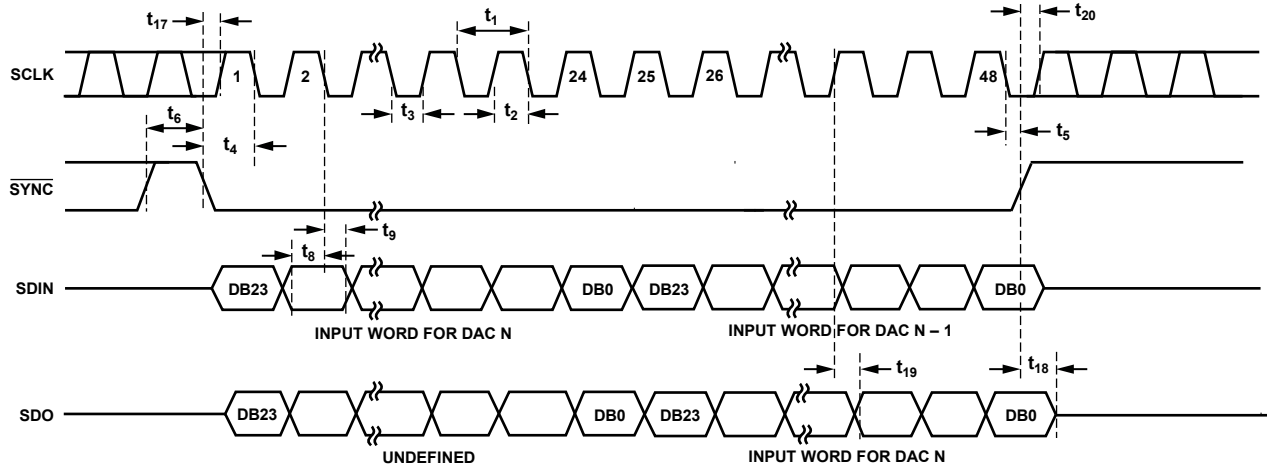 t17
t1
t20
SCLK
1
2
24
25
26
48
t6
t3
t2
t4
t5
SYNC
t9
t8
SDIN
DB23
DB0
DB23
DB0
INPUT WORD FOR DAC N
INPUT WORD FOR DAC N – 1
t19
t18
SDO
DB23
DB0
DB23
DB0
UNDEFINED
INPUT WORD FOR DAC N